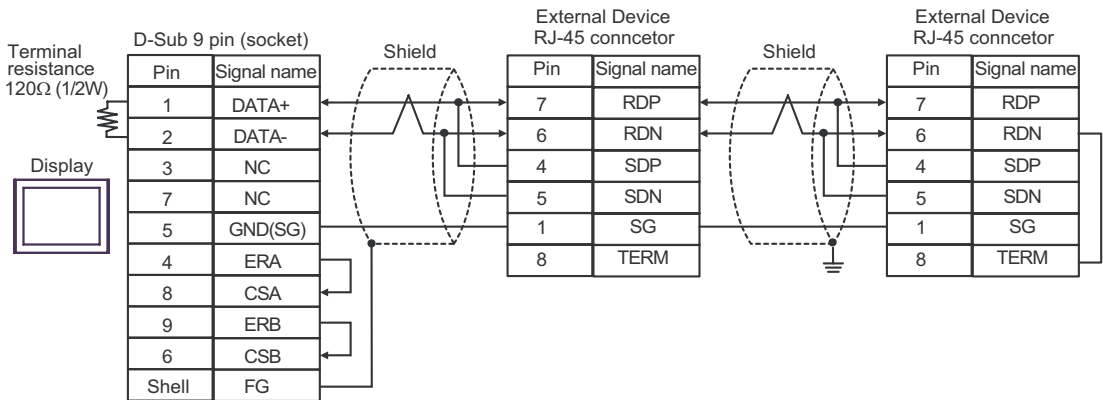 Terminal
resistance
120Ω (1/2W)
Display
D-Sub 9 pin (socket)
Pin Signal name
1 DATA+
2 DATA-
3 NC
7 NC
5 GND(SG)
4 ERA
8 CSA
9 ERB
6 CSB
Shell FG
Shield
External Device
RJ-45 conncetor
Pin Signal name
7 RDP
6 RDN
4 SDP
5 SDN
1 SG
8 TERM
Shield
External Device
RJ-45 conncetor
Pin Signal name
7 RDP
6 RDN
4 SDP
5 SDN
1 SG
8 TERM